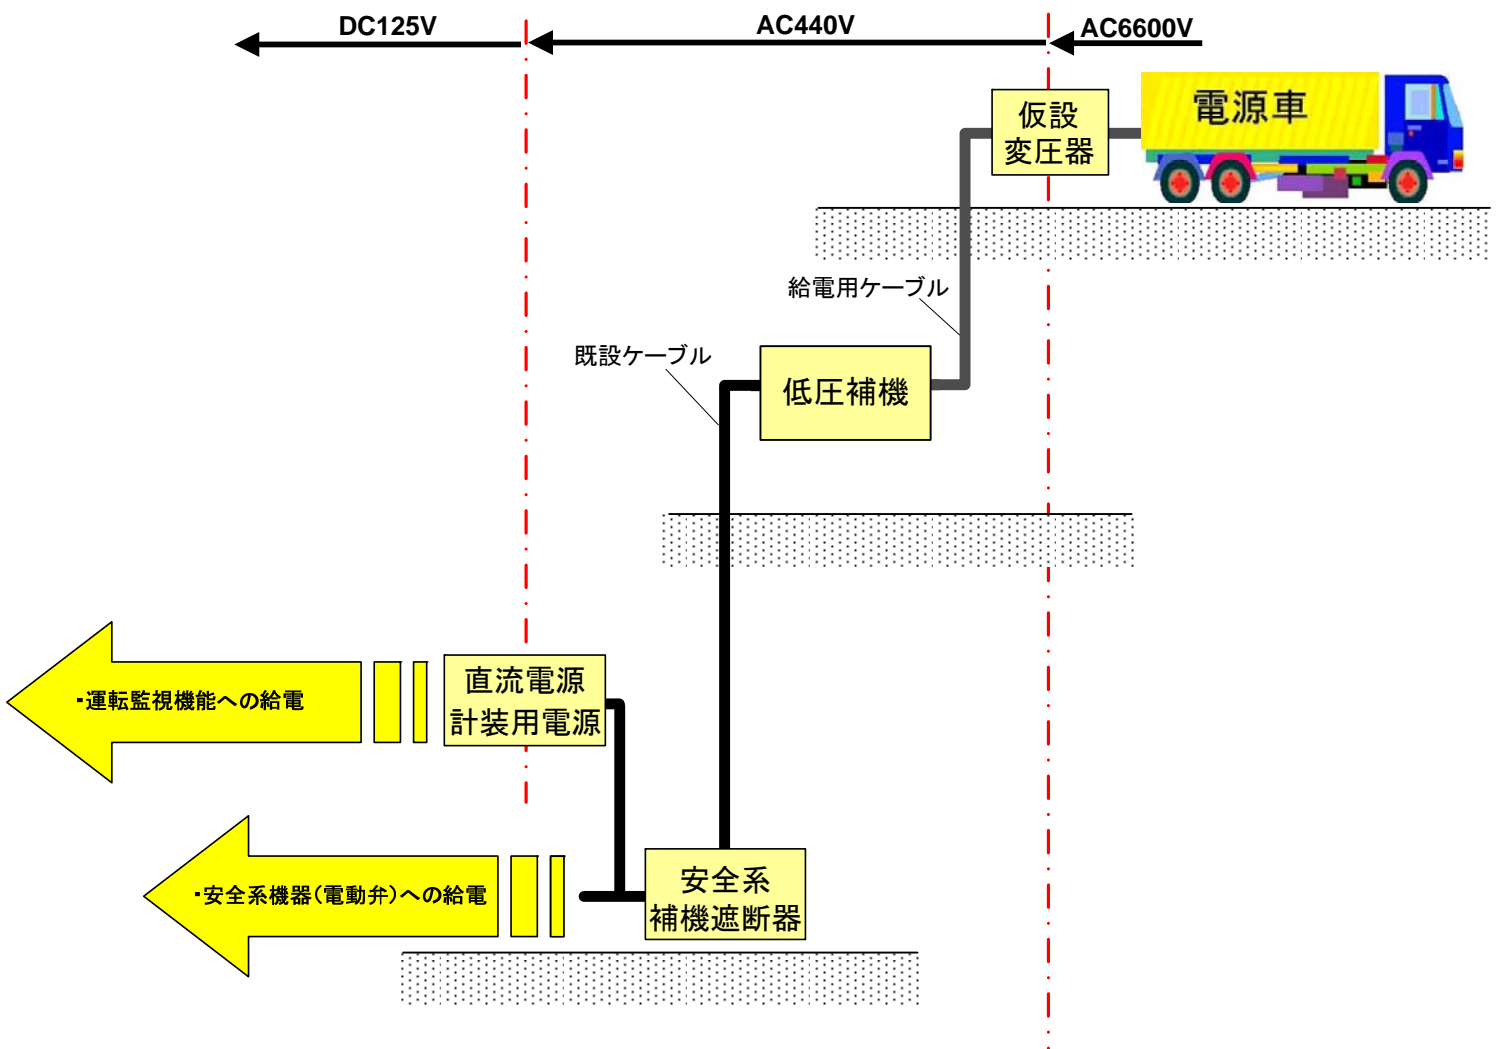 DC125V
AC440V
AC6600V
電源車
仮設
変圧器
給電用ケーブル
既設ケーブル
低圧補機
直流電源
計装用電源
・運転監視機能への給電
安全系
補機遮断器
・安全系機器(電動弁)への給電